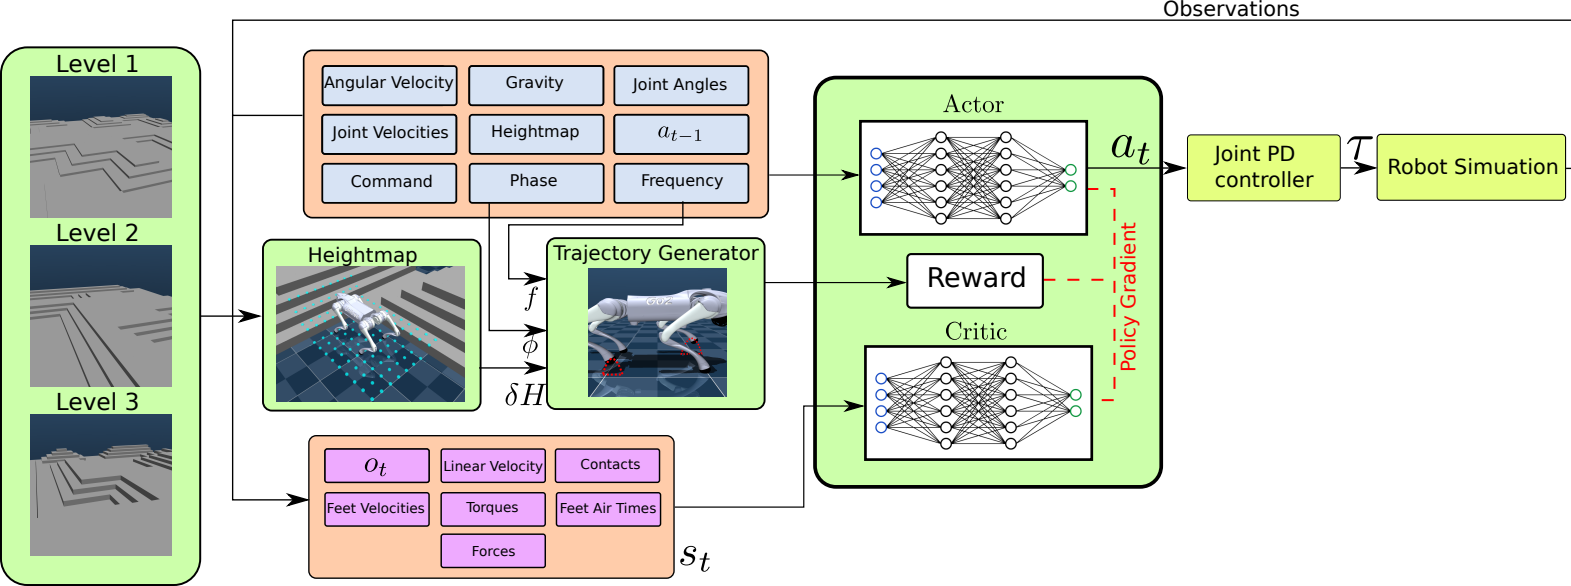 Observations
Level 1
Level 2
Level 3
Angular Velocity
Gravity
Joint Angles
Joint Velocities
Heightmap
a_{t-1}
Command
Phase
Frequency
Heightmap
Trajectory Generator
GO2
f
ϕ
δH
o_t
Linear Velocity
Contacts
Feet Velocities
Torques
Feet Air Times
Forces
s_t
Actor
Reward
Critic
Policy Gradient
a_t
Joint PD
controller
τ
Robot Simuation